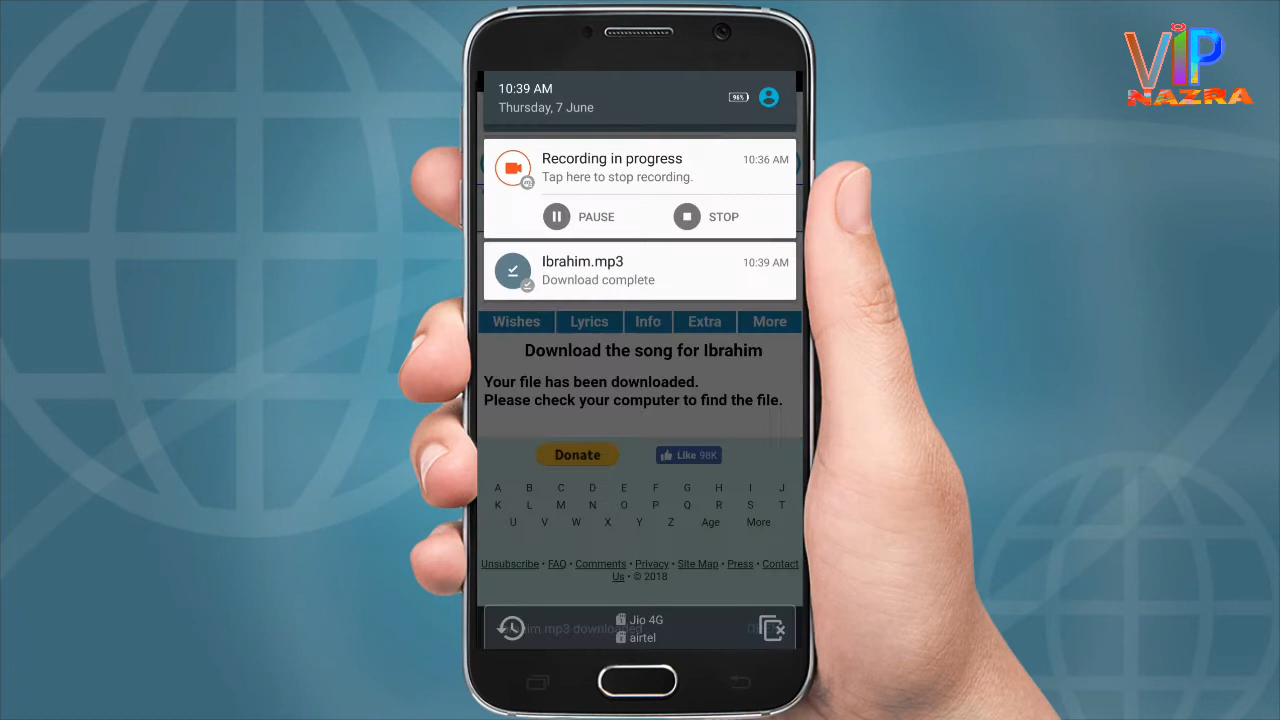 VIP
NAZRA
10:39 AM
96%
Thursday, 7 June
Recording in progress
10:36 AM
Tap here to stop recording.
PAUSE
STOP
Ibrahim.mp3
10:39 AM
Download complete
Wishes
Lyrics
Info
Extra
More
Download the song for Ibrahim
Your file has been downloaded.
Please check your computer to find the file.
Donate
Like 98K
A B C D E F G H I J
K L M N O P Q R S T
U V W X Y Z Age More
Unsubscribe • FAQ • Comments • Privacy • Site Map • Press • Contact
Us • © 2018
Jio 4G
.mp3 downloaded
airtel